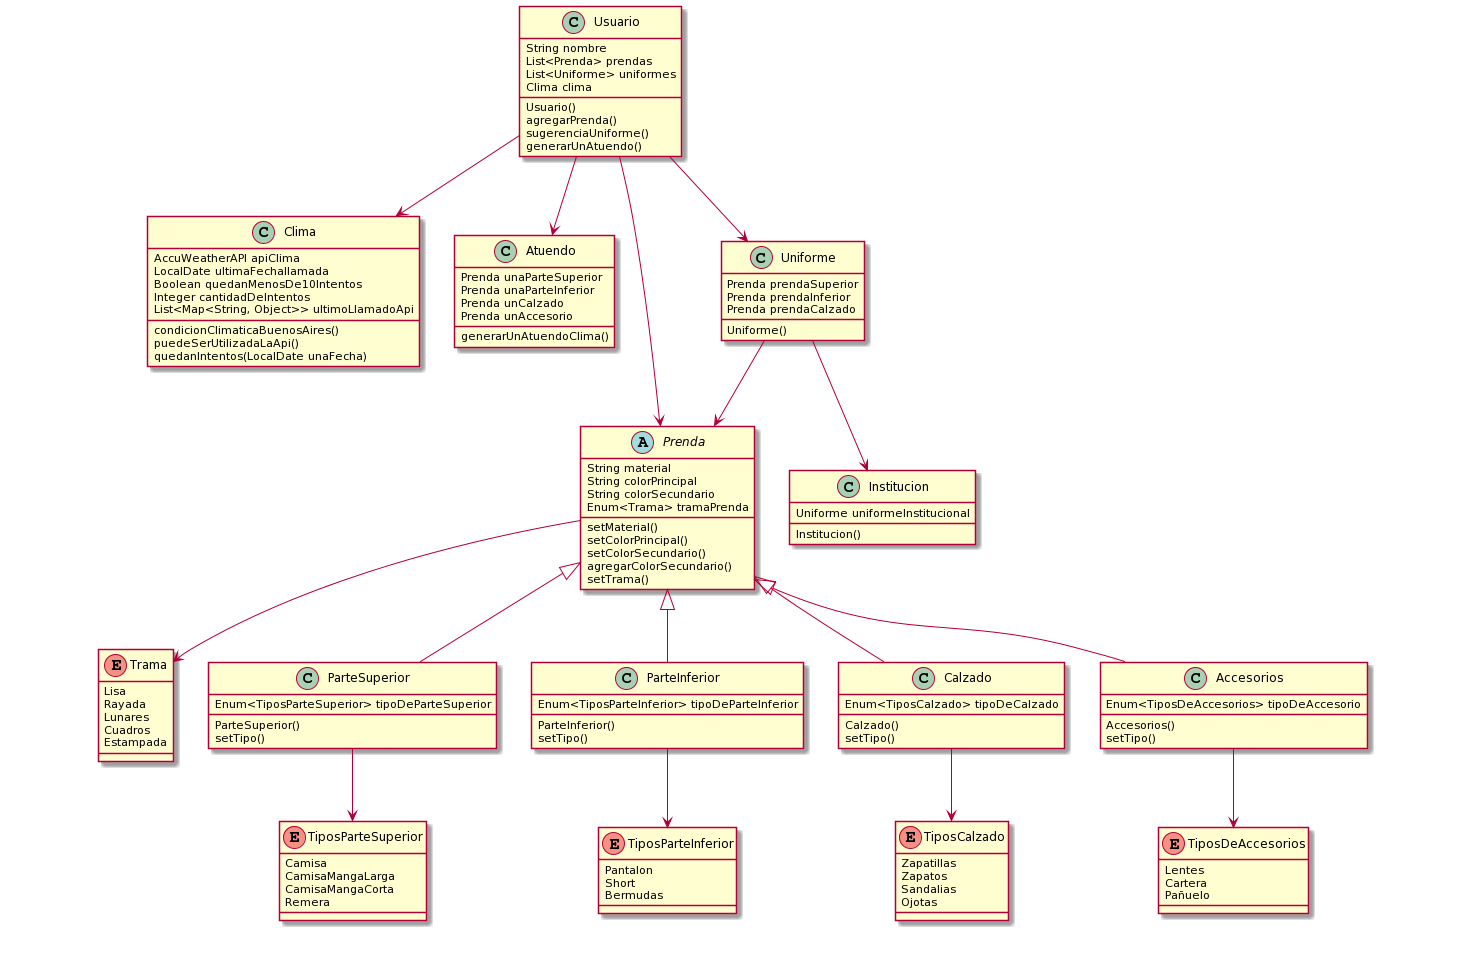 C Usuario
String nombre
List<Prenda> prendas
List<Uniforme> uniformes
Clima clima
Usuario()
agregarPrenda()
sugerenciaUniforme()
generarUnAtuendo()
C Clima
AccuWeatherAPI apiClima
LocalDate ultimaFechallamada
Boolean quedanMenosDe10Intentos
Integer cantidadDeIntentos
List<Map<String, Object>> ultimoLlamadoApi
condicionClimaticaBuenosAires()
puedeSerUtilizadaLaApi()
quedanIntentos(LocalDate unaFecha)
C Atuendo
Prenda unaParteSuperior
Prenda unaParteInferior
Prenda unCalzado
Prenda unAccesorio
generarUnAtuendoClima()
C Uniforme
Prenda prendaSuperior
Prenda prendaInferior
Prenda prendaCalzado
Uniforme()
A Prenda
String material
String colorPrincipal
String colorSecundario
Enum<Trama> tramaPrenda
setMaterial()
setColorPrincipal()
setColorSecundario()
agregarColorSecundario()
setTrama()
C Institucion
Uniforme uniformeInstitucional
Institucion()
E Trama
Lisa
Rayada
Lunares
Cuadros
Estampada
C ParteSuperior
Enum<TiposParteSuperior> tipoDeParteSuperior
ParteSuperior()
setTipo()
C ParteInferior
Enum<TiposParteInferior> tipoDeParteInferior
ParteInferior()
setTipo()
C Calzado
Enum<TiposCalzado> tipoDeCalzado
Calzado()
setTipo()
C Accesorios
Enum<TiposDeAccesorios> tipoDeAccesorio
Accesorios()
setTipo()
E TiposParteSuperior
Camisa
CamisaMangaLarga
CamisaMangaCorta
Remera
E TiposParteInferior
Pantalon
Short
Bermudas
E TiposCalzado
Zapatillas
Zapatos
Sandalias
Ojotas
E TiposDeAccesorios
Lentes
Cartera
Pañuelo